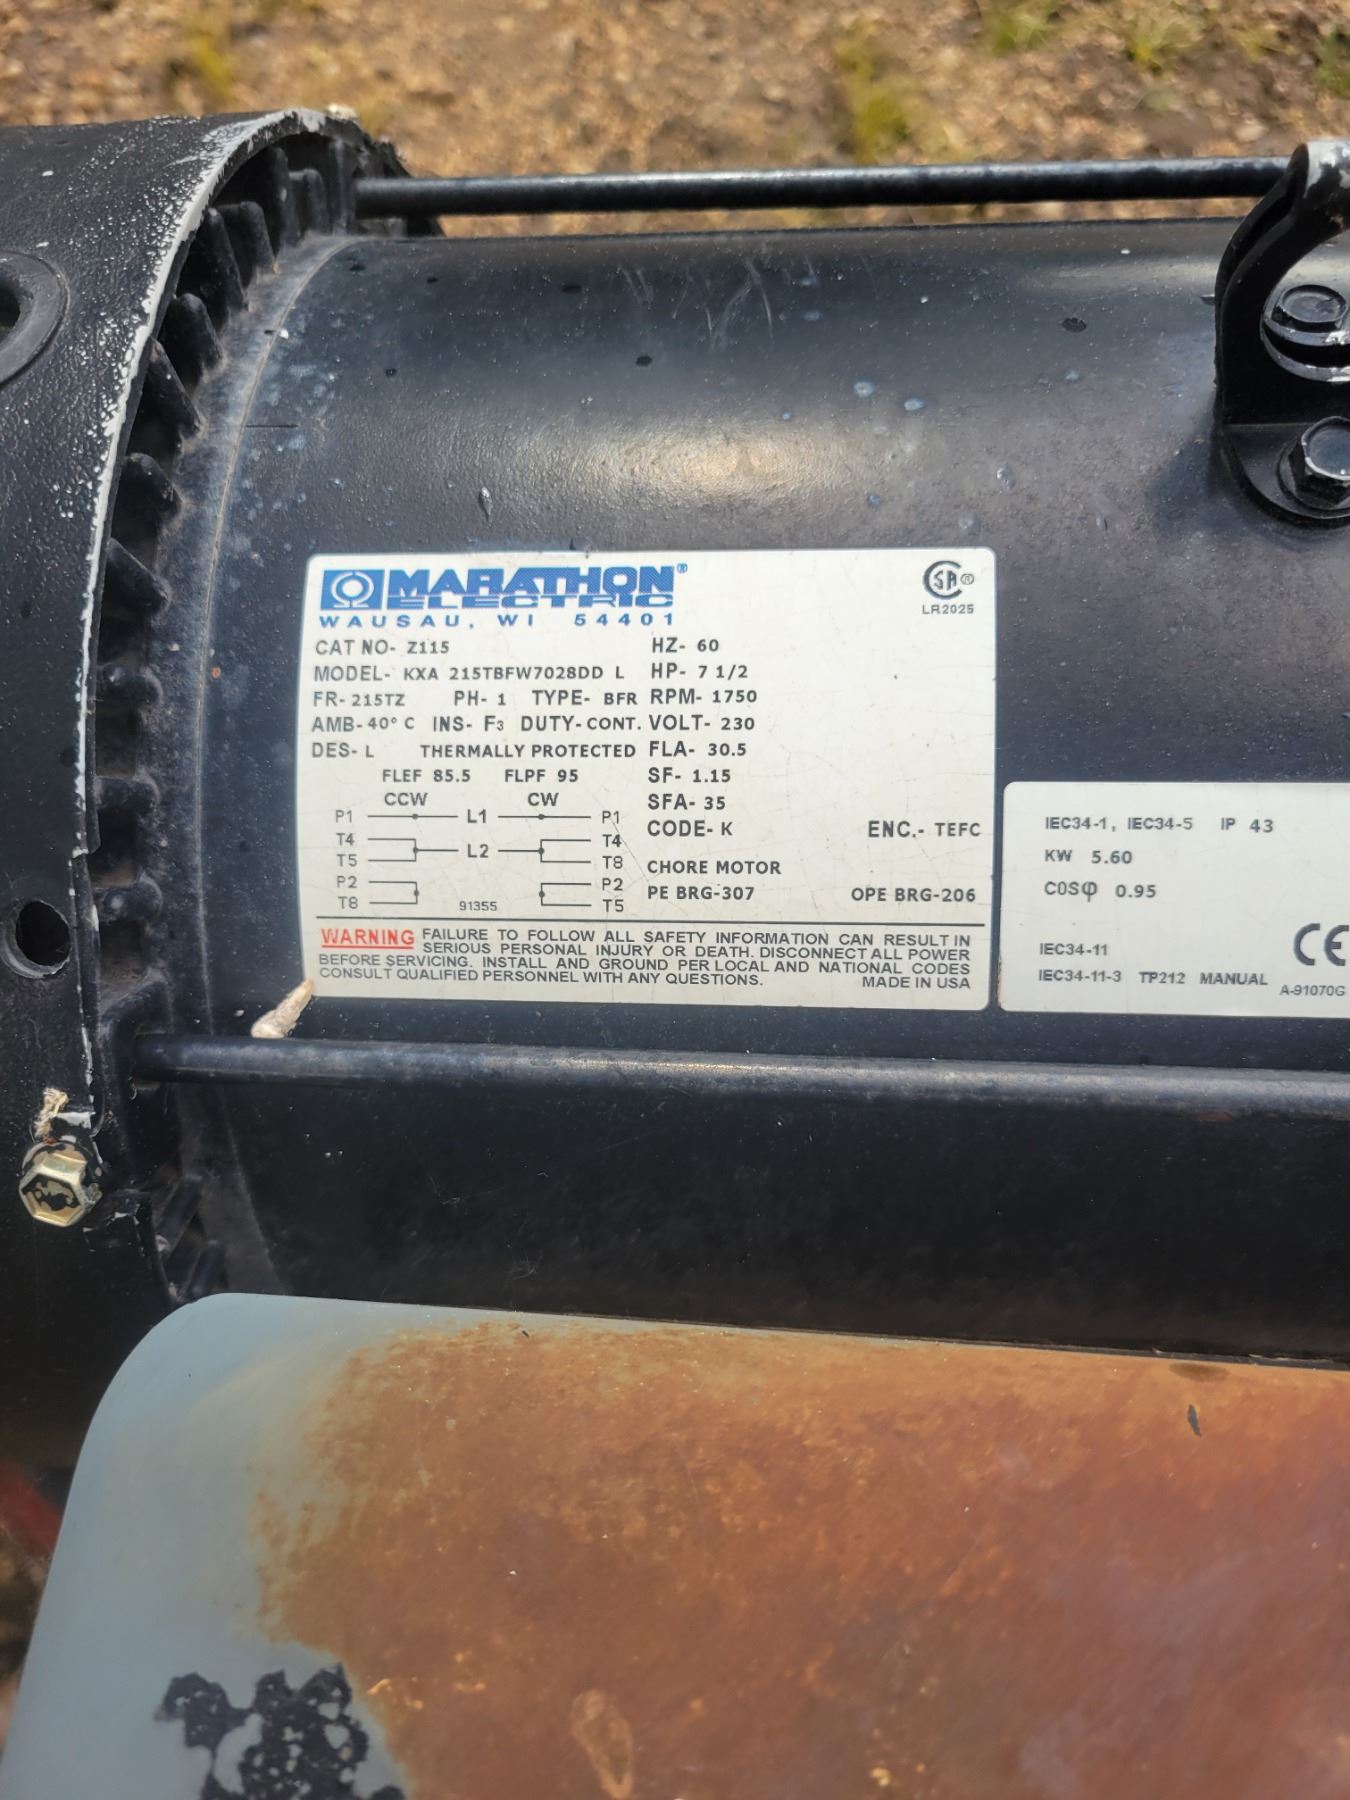 MARATHON®
ELECTRIC
WAUSAU, WI 54401
SA®
LR2025
CAT NO- Z115 HZ- 60
MODEL- KXA 215TBFW7028DD L HP- 7 1/2
FR- 215TZ PH- 1 TYPE- BFR RPM- 1750
AMB- 40° C INS- F3 DUTY- CONT. VOLT- 230
DES- L THERMALLY PROTECTED FLA- 30.5
FLEF 85.5 FLPF 95 SF- 1.15
CCW CW SFA- 35
P1 L1 P1
CODE- K ENC.- TEFC
T4 L2 T4
T5 T8 CHORE MOTOR
P2 P2 PE BRG-307 OPE BRG-206
T8 91355 T5
WARNING FAILURE TO FOLLOW ALL SAFETY INFORMATION CAN RESULT IN
SERIOUS PERSONAL INJURY OR DEATH. DISCONNECT ALL POWER
BEFORE SERVICING. INSTALL AND GROUND PER LOCAL AND NATIONAL CODES
CONSULT QUALIFIED PERSONNEL WITH ANY QUESTIONS. MADE IN USA
IEC34-1, IEC34-5 IP 43
KW 5.60
COSφ 0.95
CE
IEC34-11
IEC34-11-3 TP212 MANUAL A-91070G